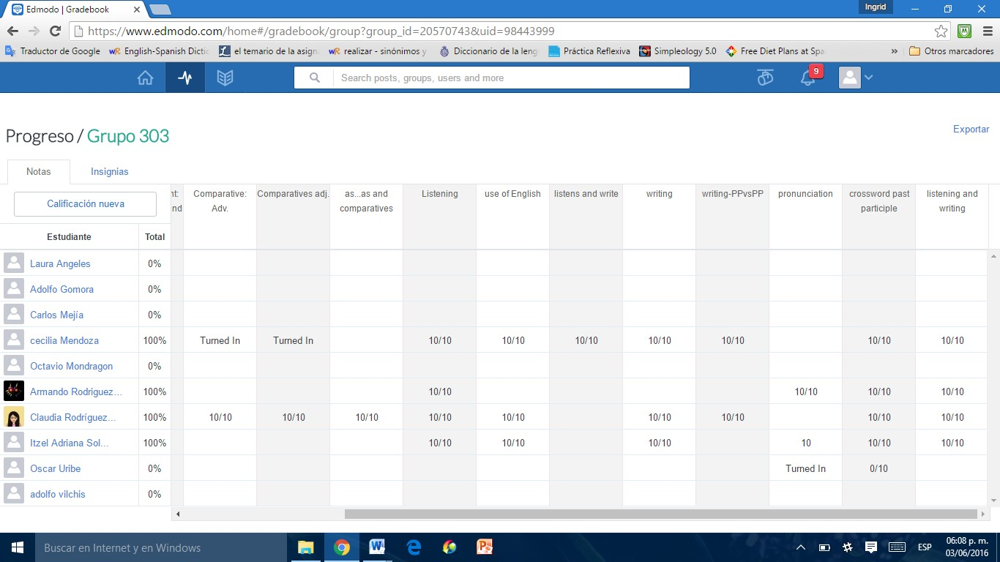 Edmodo | Gradebook
Ingrid
https://www.edmodo.com/home#/gradebook/group?group_id=20570743&uid=98443999
Traductor de Google
English-Spanish Dictio
el temario de la asign
realizar - sinónimos y
Diccionario de la leng
Práctica Reflexiva
Simpleology 5.0
Free Diet Plans at Spa
»
Otros marcadores
Search posts, groups, users and more
9
Progreso / Grupo 303
Exportar
Notas
Insignias
Calificación nueva
nt: Comparative: Comparatives adj. as...as and Listening use of English listens and write writing writing-PPvsPP pronunciation crossword past listening and
nd Adv. comparatives participle writing
Estudiante Total
Laura Angeles 0%
Adolfo Gomora 0%
Carlos Mejía 0%
cecilia Mendoza 100% Turned In Turned In 10/10 10/10 10/10 10/10 10/10 10/10 10/10
Octavio Mondragon 0%
Armando Rodriguez... 100% 10/10 10/10 10/10 10/10
Claudia Rodríguez... 100% 10/10 10/10 10/10 10/10 10/10 10/10 10/10 10/10 10/10
Itzel Adriana Sol... 100% 10/10 10/10 10/10 10 10/10 10/10
Oscar Uribe 0% Turned In 0/10
adolfo vilchis 0%
Buscar en Internet y en Windows
ESP
06:08 p. m.
03/06/2016